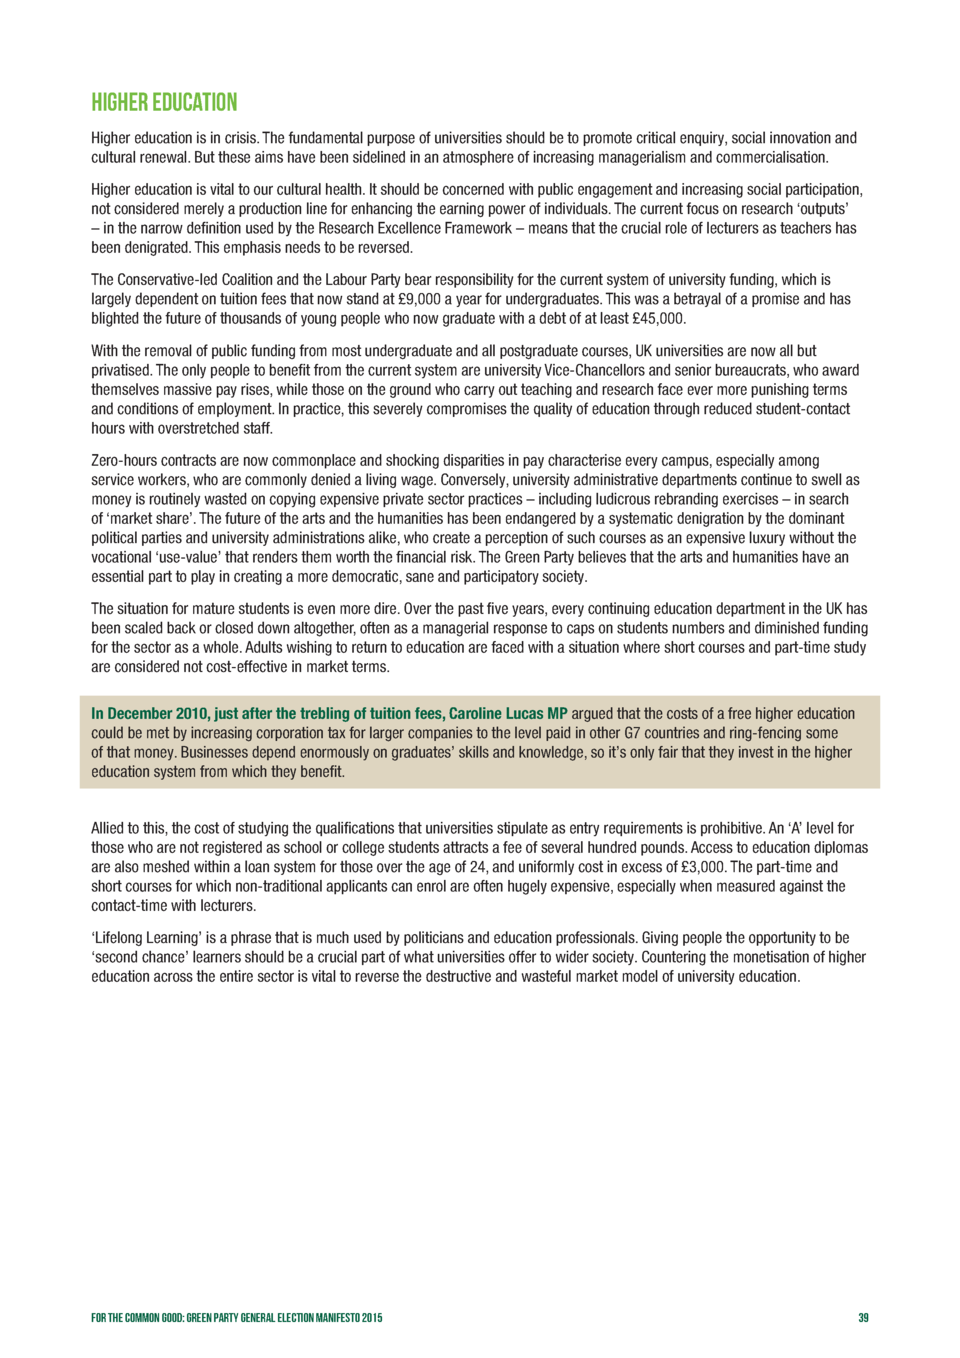 HIGHER EDUCATION
Higher education is in crisis. The fundamental purpose of universities should be to promote critical enquiry, social innovation and
cultural renewal. But these aims have been sidelined in an atmosphere of increasing managerialism and commercialisation.
Higher education is vital to our cultural health. It should be concerned with public engagement and increasing social participation,
not considered merely a production line for enhancing the earning power of individuals. The current focus on research ‘outputs’
– in the narrow definition used by the Research Excellence Framework – means that the crucial role of lecturers as teachers has
been denigrated. This emphasis needs to be reversed.
The Conservative-led Coalition and the Labour Party bear responsibility for the current system of university funding, which is
largely dependent on tuition fees that now stand at £9,000 a year for undergraduates. This was a betrayal of a promise and has
blighted the future of thousands of young people who now graduate with a debt of at least £45,000.
With the removal of public funding from most undergraduate and all postgraduate courses, UK universities are now all but
privatised. The only people to benefit from the current system are university Vice-Chancellors and senior bureaucrats, who award
themselves massive pay rises, while those on the ground who carry out teaching and research face ever more punishing terms
and conditions of employment. In practice, this severely compromises the quality of education through reduced student-contact
hours with overstretched staff.
Zero-hours contracts are now commonplace and shocking disparities in pay characterise every campus, especially among
service workers, who are commonly denied a living wage. Conversely, university administrative departments continue to swell as
money is routinely wasted on copying expensive private sector practices – including ludicrous rebranding exercises – in search
of ‘market share’. The future of the arts and the humanities has been endangered by a systematic denigration by the dominant
political parties and university administrations alike, who create a perception of such courses as an expensive luxury without the
vocational ‘use-value’ that renders them worth the financial risk. The Green Party believes that the arts and humanities have an
essential part to play in creating a more democratic, sane and participatory society.
The situation for mature students is even more dire. Over the past five years, every continuing education department in the UK has
been scaled back or closed down altogether, often as a managerial response to caps on students numbers and diminished funding
for the sector as a whole. Adults wishing to return to education are faced with a situation where short courses and part-time study
are considered not cost-effective in market terms.
In December 2010, just after the trebling of tuition fees, Caroline Lucas MP argued that the costs of a free higher education
could be met by increasing corporation tax for larger companies to the level paid in other G7 countries and ring-fencing some
of that money. Businesses depend enormously on graduates’ skills and knowledge, so it’s only fair that they invest in the higher
education system from which they benefit.
Allied to this, the cost of studying the qualifications that universities stipulate as entry requirements is prohibitive. An ‘A’ level for
those who are not registered as school or college students attracts a fee of several hundred pounds. Access to education diplomas
are also meshed within a loan system for those over the age of 24, and uniformly cost in excess of £3,000. The part-time and
short courses for which non-traditional applicants can enrol are often hugely expensive, especially when measured against the
contact-time with lecturers.
‘Lifelong Learning’ is a phrase that is much used by politicians and education professionals. Giving people the opportunity to be
‘second chance’ learners should be a crucial part of what universities offer to wider society. Countering the monetisation of higher
education across the entire sector is vital to reverse the destructive and wasteful market model of university education.
FOR THE COMMON GOOD: GREEN PARTY GENERAL ELECTION MANIFESTO 2015
39